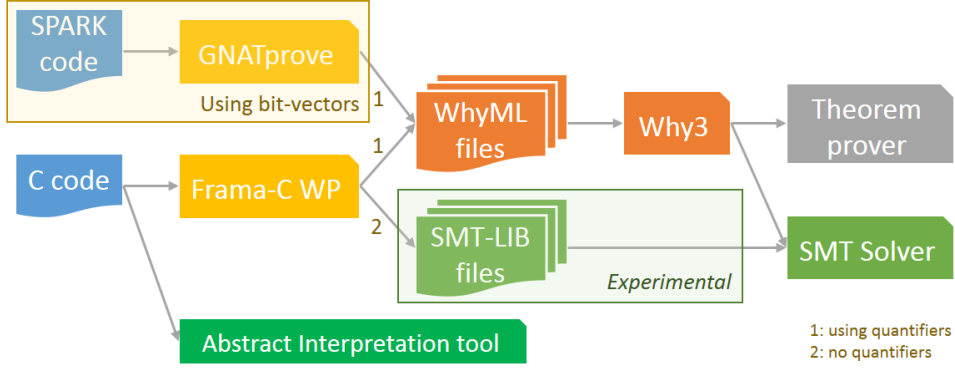 SPARK
code
GNATprove
Using bit-vectors
1
WhyML
files
Why3
Theorem
prover
1
C code
Frama-C WP
2
SMT-LIB
files
Experimental
SMT Solver
Abstract Interpretation tool
1: using quantifiers
2: no quantifiers